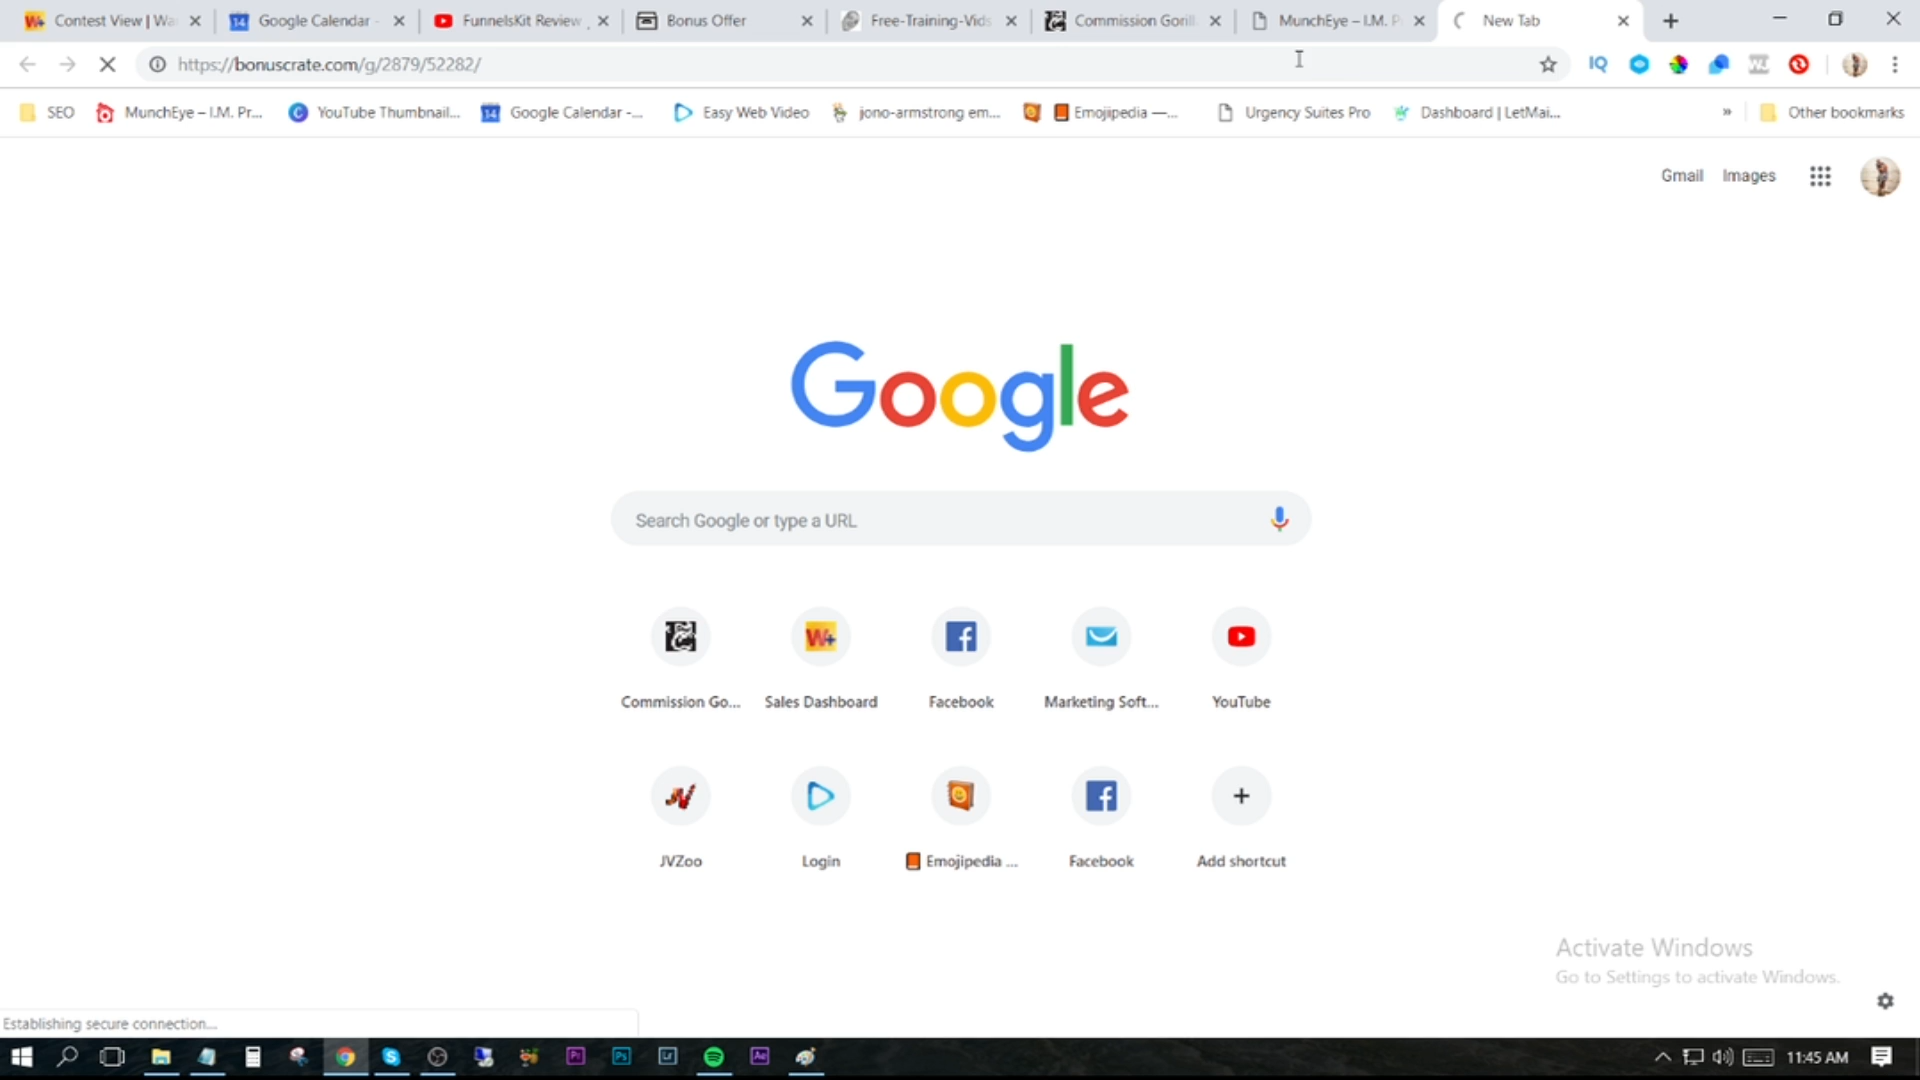 Contest View | Wa
Google Calendar -
FunnelsKit Review
Bonus Offer
Free-Training-Vids
Commission Goril
MunchEye – I.M. P
New Tab
https://bonuscrate.com/g/2879/52282/
IQ
SEO
MunchEye – I.M. Pr...
YouTube Thumbnail...
Google Calendar -...
Easy Web Video
jono-armstrong em...
Emojipedia —...
Urgency Suites Pro
Dashboard | LetMai...
»
Other bookmarks
Gmail
Images
Google
Search Google or type a URL
Commission Go...
Sales Dashboard
Facebook
Marketing Soft...
YouTube
JVZoo
Login
Emojipedia ...
Facebook
Add shortcut
Activate Windows
Go to Settings to activate Windows.
Establishing secure connection...
11:45 AM